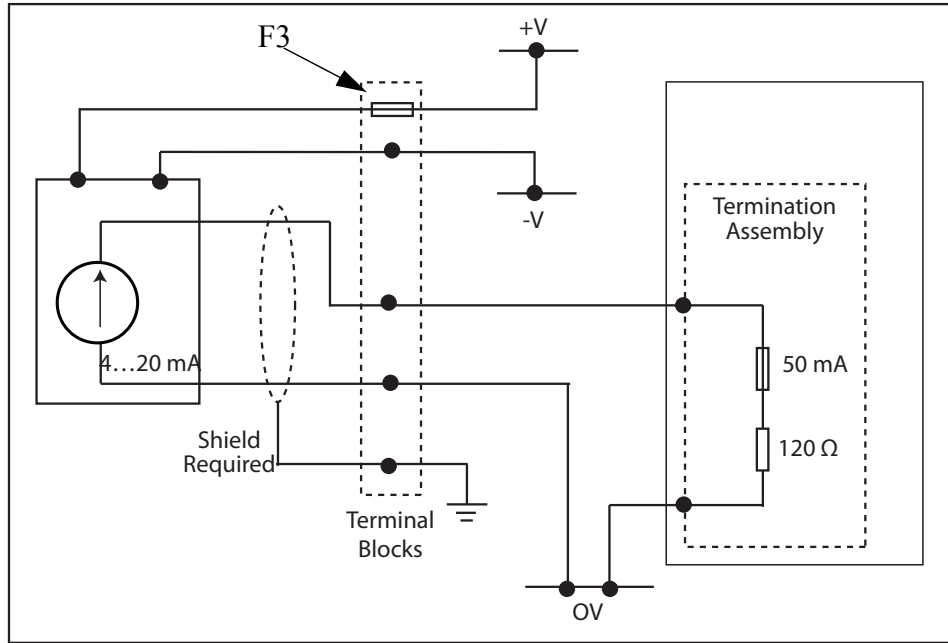 F3
+V
-V
Termination
Assembly
4...20 mA
50 mA
120 Ω
Shield
Required
Terminal
Blocks
OV